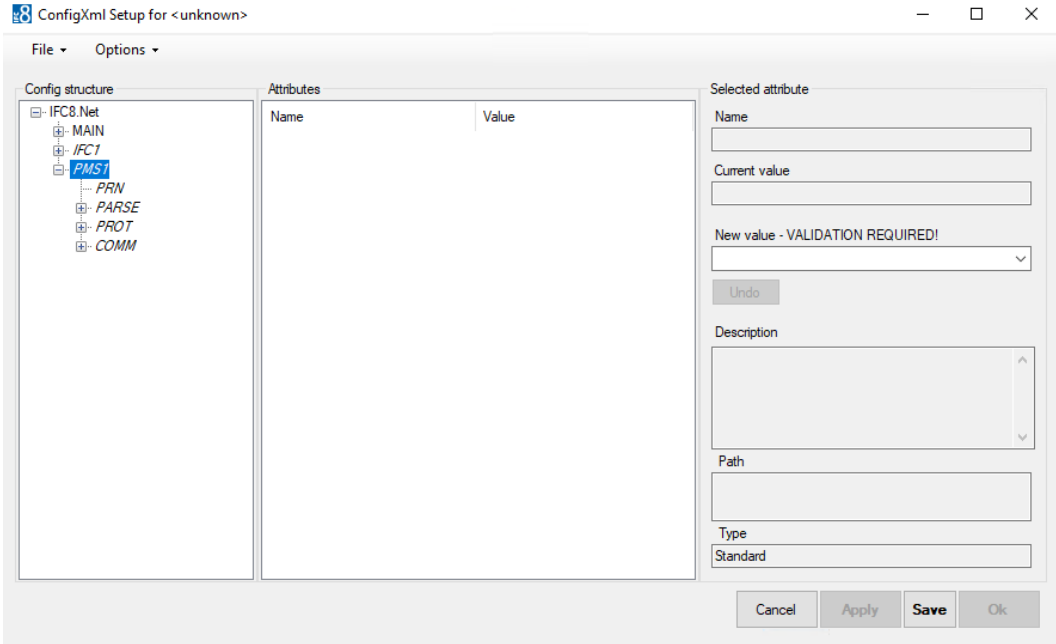 ConfigXml Setup for <unknown>
File Options
Config structure
IFC8.Net
MAIN
IFC1
PMS1
PRN
PARSE
PROT
COMM
Attributes
Name Value
Selected attribute
Name
Current value
New value - VALIDATION REQUIRED!
Undo
Description
Path
Type
Standard
Cancel Apply Save Ok